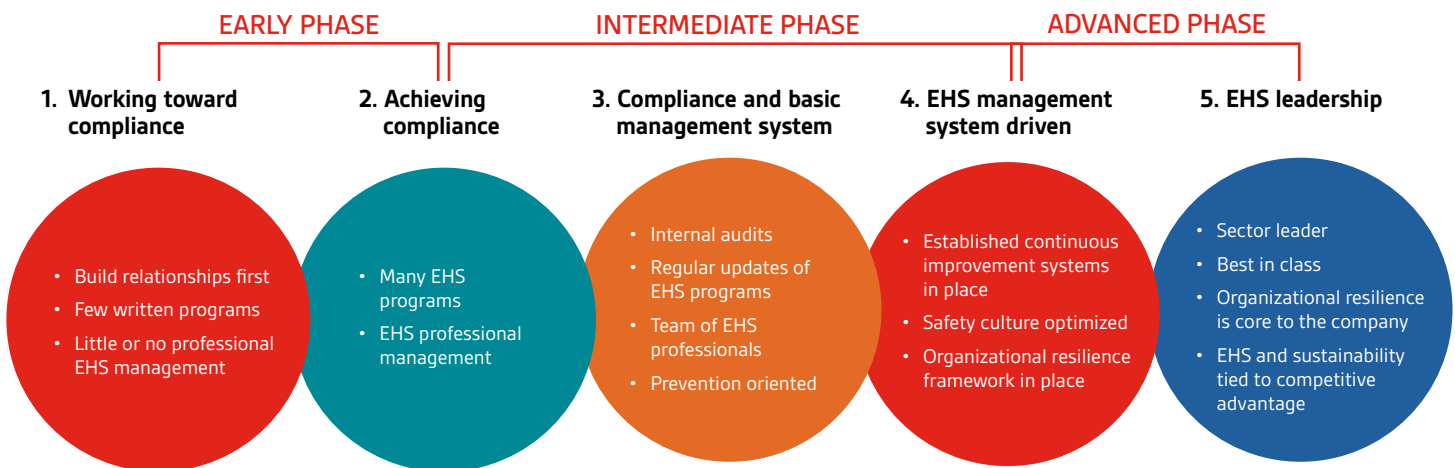 EARLY PHASE
INTERMEDIATE PHASE
ADVANCED PHASE
1. Working toward
compliance
2. Achieving
compliance
3. Compliance and basic
management system
4. EHS management
system driven
5. EHS leadership
• Build relationships first
• Few written programs
• Little or no professional
EHS management
• Many EHS
programs
• EHS professional
management
• Internal audits
• Regular updates of
EHS programs
• Team of EHS
professionals
• Prevention oriented
• Established continuous
improvement systems
in place
• Safety culture optimized
• Organizational resilience
framework in place
• Sector leader
• Best in class
• Organizational resilience
is core to the company
• EHS and sustainability
tied to competitive
advantage